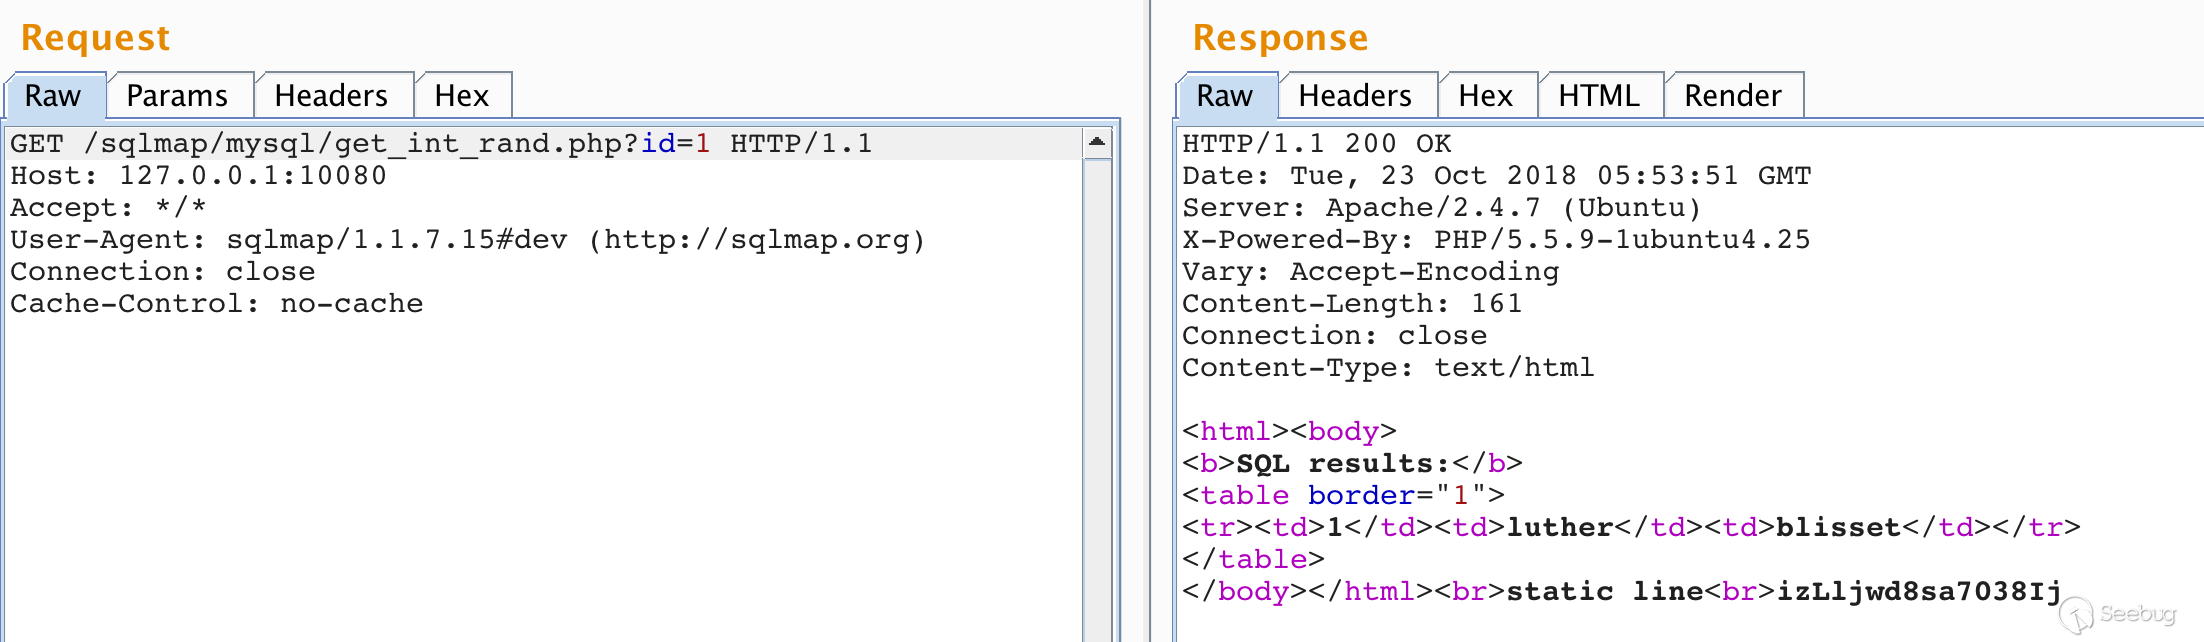 Request
Raw Params Headers Hex
GET /sqlmap/mysql/get_int_rand.php?id=1 HTTP/1.1
Host: 127.0.0.1:10080
Accept: */*
User-Agent: sqlmap/1.1.7.15#dev (http://sqlmap.org)
Connection: close
Cache-Control: no-cache
Response
Raw Headers Hex HTML Render
HTTP/1.1 200 OK
Date: Tue, 23 Oct 2018 05:53:51 GMT
Server: Apache/2.4.7 (Ubuntu)
X-Powered-By: PHP/5.5.9-1ubuntu4.25
Vary: Accept-Encoding
Content-Length: 161
Connection: close
Content-Type: text/html
<html><body>
<b>SQL results:</b>
<table border="1">
<tr><td>1</td><td>luther</td><td>blisset</td></tr>
</table>
</body></html><br>static line<br>izLljwd8sa7038Ij
Seebug